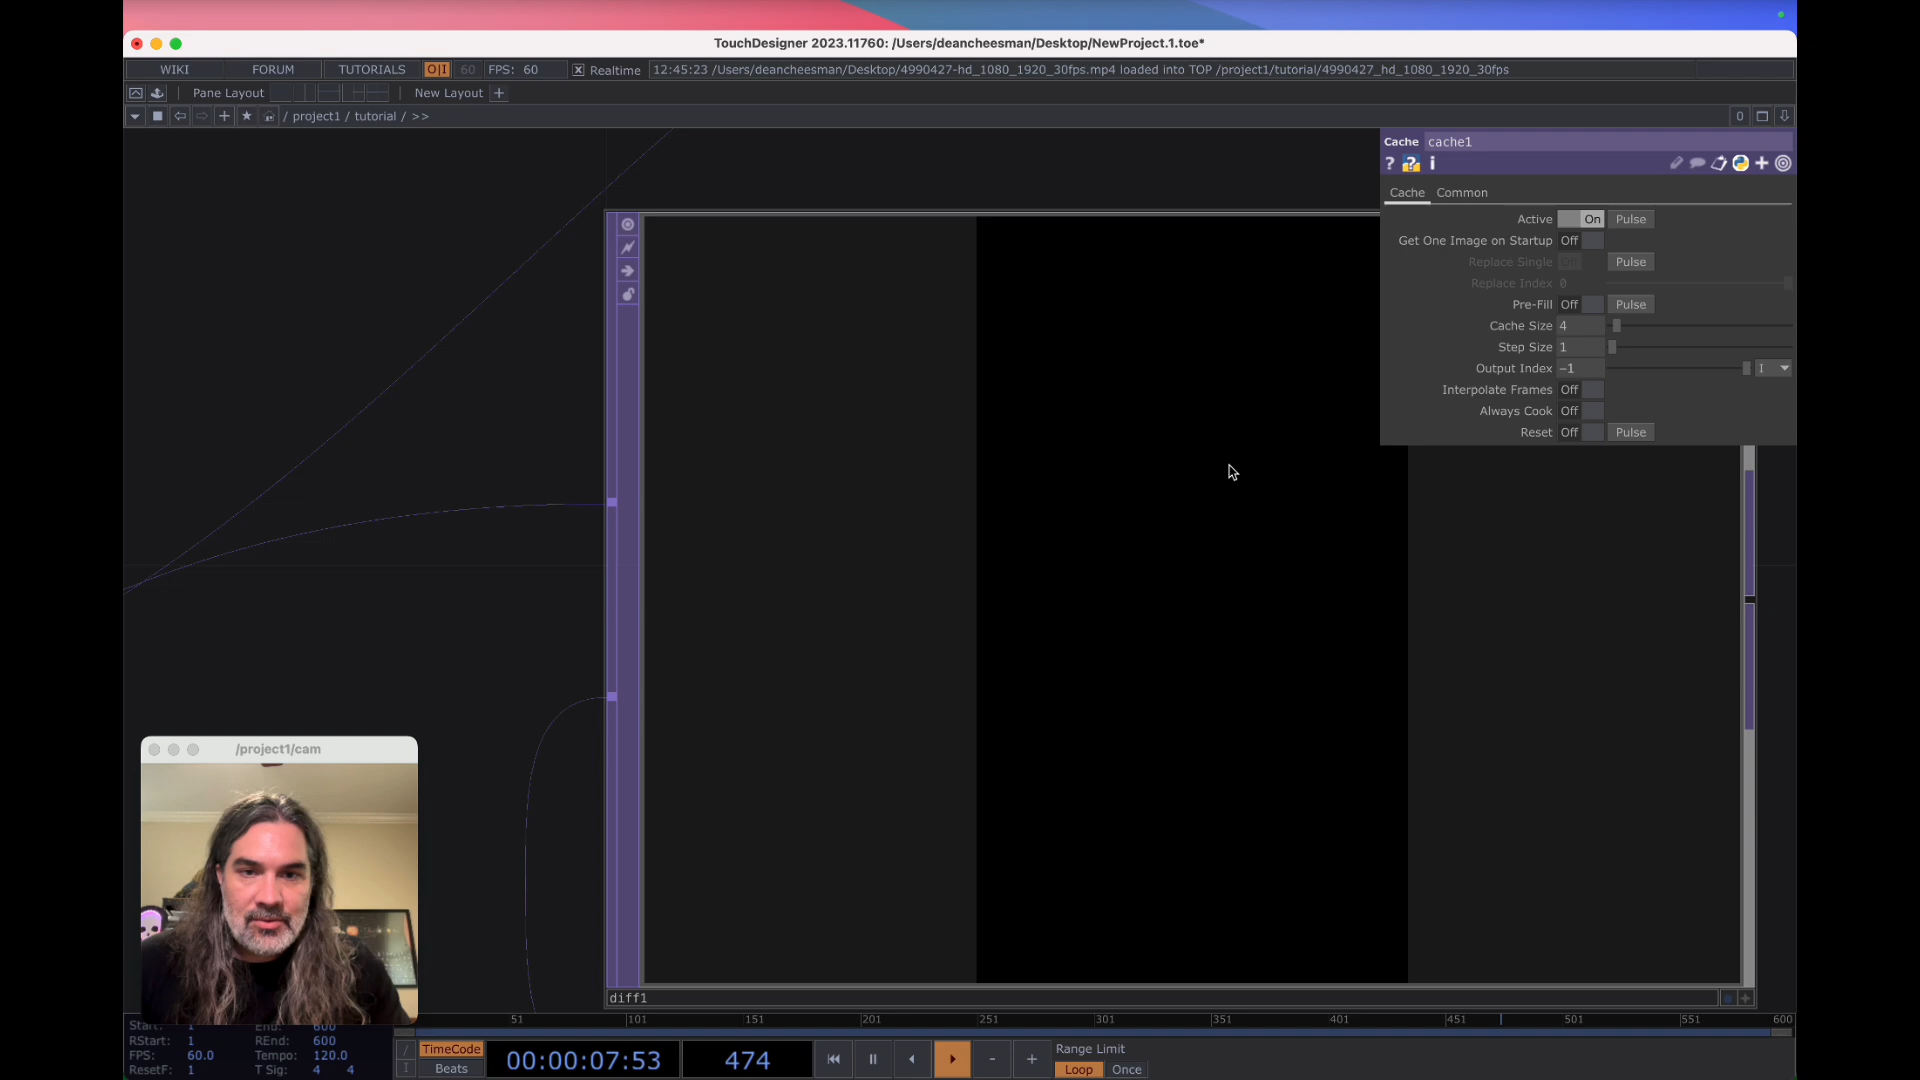 TouchDesigner 2023.11760: /Users/deancheesman/Desktop/NewProject.1.toe*
WIKI FORUM TUTORIALS O|I 60 FPS: 60 Realtime 12:45:23 /Users/deancheesman/Desktop/4990427-hd_1080_1920_30fps.mp4 loaded into TOP /project1/tutorial/4990427_hd_1080_1920_30fps
Pane Layout New Layout +
/ project1 / tutorial / >> 0
Cache cache1
? ? i
Cache Common
Active On Pulse
Get One Image on Startup Off
Replace Single Pulse
Replace Index 0
Pre-Fill Off Pulse
Cache Size 4
Step Size 1
Output Index -1 I
Interpolate Frames Off
Always Cook Off
Reset Off Pulse
/project1/cam
diff1
51 101 151 201 251 301 351 401 451 501 551 600
Start: 1 End: 600
RStart: 1 REnd: 600
FPS: 60.0 Tempo: 120.0
ResetF: 1 T Sig: 4 4
/ TimeCode
I Beats
00:00:07:53 474 - +
Range Limit
Loop Once